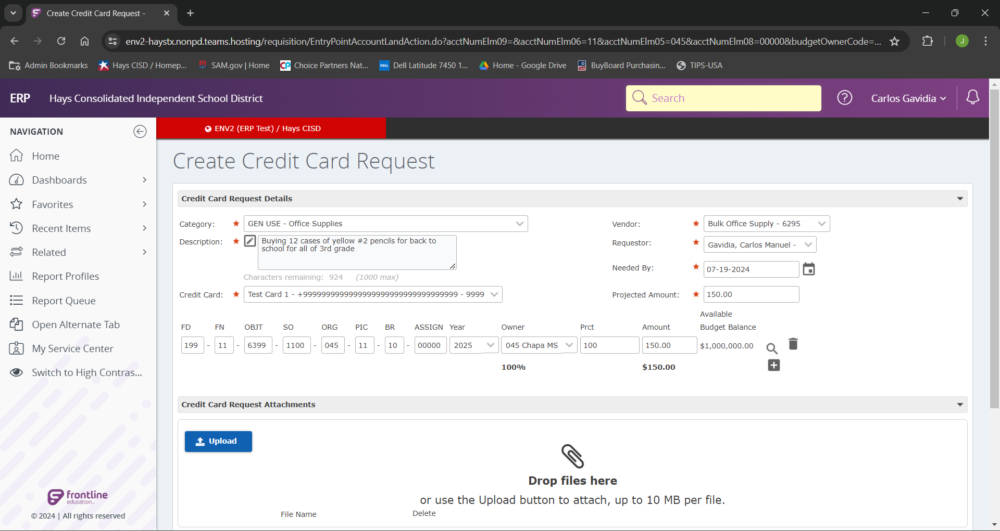 Create Credit Card Request -
env2-haystx.nonpd.teams.hosting/requisition/EntryPointAccountLandAction.do?acctNumElm09=&acctNumElm06=11&acctNumElm05=045&acctNumElm08=00000&budgetOwnerCode=...
J
Admin Bookmarks
Hays CISD / Homep...
SAM.gov | Home
CP Choice Partners Nat...
DELL Dell Latitude 7450 1...
Home - Google Drive
BuyBoard Purchasin...
TIPS-USA
ERP Hays Consolidated Independent School District
Search
Carlos Gavidia
NAVIGATION
ENV2 (ERP Test) / Hays CISD
Home
Dashboards
Favorites
Recent Items
Related
Report Profiles
Report Queue
Open Alternate Tab
My Service Center
Switch to High Contras...
frontline
education
© 2024 | All rights reserved
Create Credit Card Request
Credit Card Request Details
Category: GEN USE - Office Supplies
Vendor: Bulk Office Supply - 6295
Description: Buying 12 cases of yellow #2 pencils for back to
school for all of 3rd grade
Requestor: Gavidia, Carlos Manuel -
Needed By: 07-19-2024
Characters remaining: 924 (1000 max)
Credit Card: Test Card 1 - +99999999999999999999999999999999999 - 9999
Projected Amount: 150.00
Available
FD FN OBJT SO ORG PIC BR ASSIGN Year Owner Prct Amount Budget Balance
199 - 11 - 6399 - 1100 - 045 - 11 - 10 - 00000 2025 045 Chapa MS 100 150.00 $1,000,000.00
100% $150.00
Credit Card Request Attachments
Upload
Drop files here
or use the Upload button to attach, up to 10 MB per file.
File Name Delete